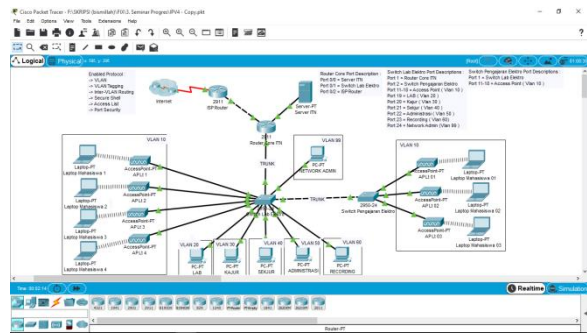 Cisco Packet Tracer - F:\SKRIPSI (bismillah)\FIX\3. Seminar Progres\IPV4 - Copy.pkt
File Edit Options View Tools Extensions Help
Logical
Physical
[Root]
Enabled Protocol
-> VLAN
-> VLAN Tagging
-> Inter-VLAN Routing
-> Secure Shell
-> Access List
-> Port Security
Internet
2811
ISP Router
Server-PT
Server ITN
Router Core Port Description :
Port 0/0 = Server ITN
Port 0/1 = Switch Lab Elektro
Port 0/2 = ISP Router
Switch Lab Elektro Port Descriptions :
Port 1 = Router Core ITN
Port 2 = Switch Pengajaran Elektro
Port 11-18 = Access Point ( Vlan 10 )
Port 19 = LAB ( Vlan 20 )
Port 20 = Kajur ( Vlan 30 )
Port 21 = Sekjur ( Vlan 40 )
Port 22 = Administrasi ( Vlan 50 )
Port 23 = Recording ( Vlan 60)
Port 24 = Network Admin (Vlan 99 )
Switch Pengajaran Elektro Port Descriptions :
Port 1 = Switch Lab Elektro
Port 11-18 = Access Point ( Vlan 10 )
2811
Router Core ITN
TRUNK
VLAN 10
Laptop-PT
Laptop Mahasiswa 1
AccessPoint-PT
AP LI 1
Laptop-PT
Laptop Mahasiswa 2
AccessPoint-PT
AP LI 2
Laptop-PT
Laptop Mahasiswa 3
AccessPoint-PT
AP LI 3
Laptop-PT
Laptop Mahasiswa 4
AccessPoint-PT
AP LI 4
VLAN 99
PC-PT
NETWORK ADMIN
Switch Lab Elektro
TRUNK
2950-24
Switch Pengajaran Elektro
VLAN 10
AccessPoint-PT
AP LI 01
Laptop-PT
Laptop Mahasiswa 01
AccessPoint-PT
AP LI 02
Laptop-PT
Laptop Mahasiswa 02
AccessPoint-PT
AP LI 03
Laptop-PT
Laptop Mahasiswa 03
VLAN 20
VLAN 30
VLAN 40
VLAN 50
VLAN 60
PC-PT
LAB
PC-PT
KAJUR
PC-PT
SEKJUR
PC-PT
ADMINISTRASI
PC-PT
RECORDING
Realtime
Simulation
Router-PT